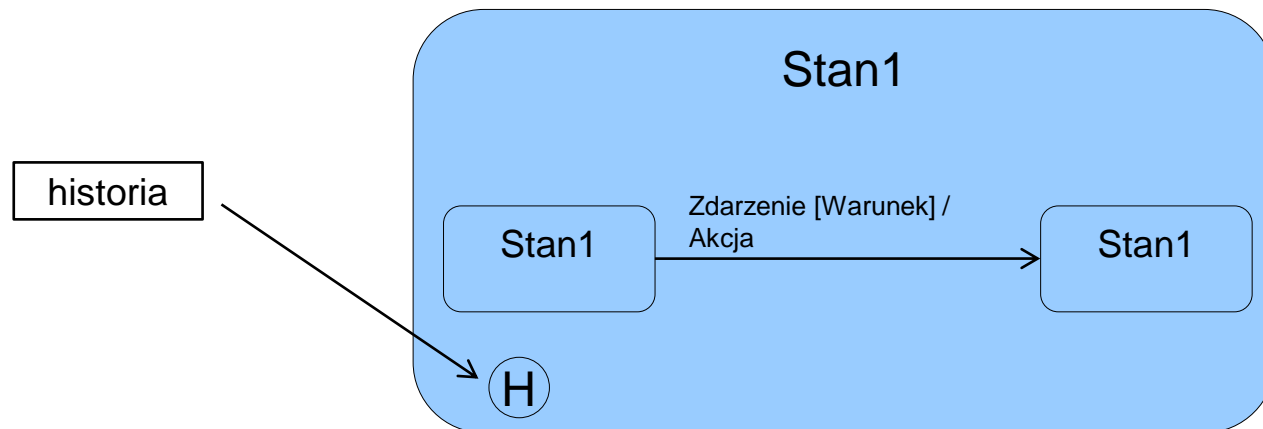 Stan1
historia
Zdarzenie [Warunek] /
Akcja
Stan1
Stan1
H